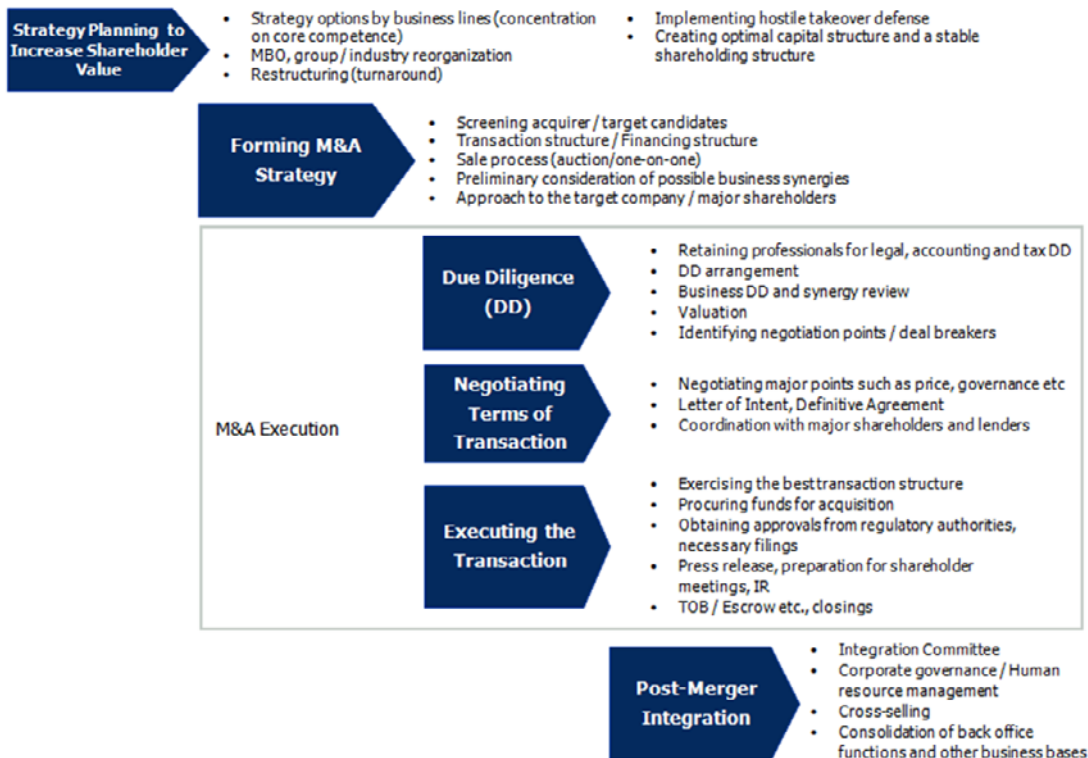 Strategy Planning to
Increase Shareholder
Value
• Strategy options by business lines (concentration
on core competence)
• MBO, group / industry reorganization
• Restructuring (turnaround)
• Implementing hostile takeover defense
• Creating optimal capital structure and a stable
shareholding structure
Forming M&A
Strategy
• Screening acquirer / target candidates
• Transaction structure / Financing structure
• Sale process (auction/one-on-one)
• Preliminary consideration of possible business synergies
• Approach to the target company / major shareholders
M&A Execution
Due Diligence
(DD)
• Retaining professionals for legal, accounting and tax DD
• DD arrangement
• Business DD and synergy review
• Valuation
• Identifying negotiation points / deal breakers
Negotiating
Terms of
Transaction
• Negotiating major points such as price, governance etc
• Letter of Intent, Definitive Agreement
• Coordination with major shareholders and lenders
Executing the
Transaction
• Exercising the best transaction structure
• Procuring funds for acquisition
• Obtaining approvals from regulatory authorities,
necessary filings
• Press release, preparation for shareholder
meetings, IR
• TOB / Escrow etc., closings
Post-Merger
Integration
• Integration Committee
• Corporate governance / Human
resource management
• Cross-selling
• Consolidation of back office
functions and other business bases